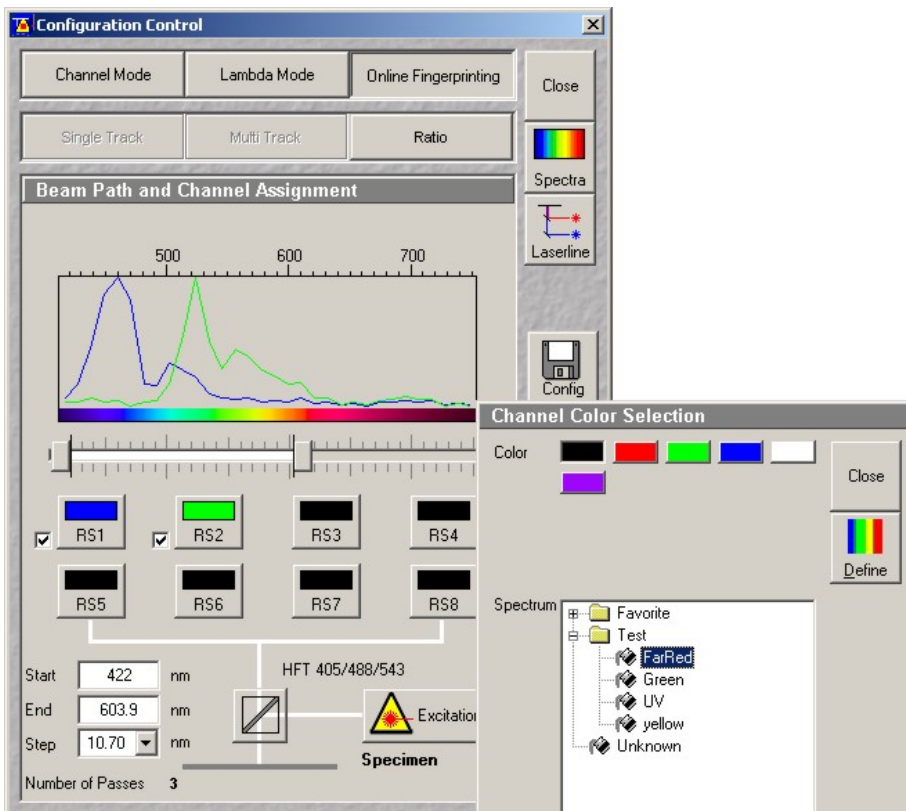 Configuration Control
Channel Mode
Lambda Mode
Online Fingerprinting
Close
Single Track
Multi Track
Ratio
Spectra
Beam Path and Channel Assignment
Laserline
500 600 700
Config
Channel Color Selection
Color
Close
Define
RS1 RS2 RS3 RS4
RS5 RS6 RS7 RS8
Spectrum
Favorite
Test
FarRed
Green
UV
yellow
Unknown
HFT 405/488/543
Start 422 nm
End 603.9 nm
Step 10.70 nm
Excitation
Specimen
Number of Passes 3